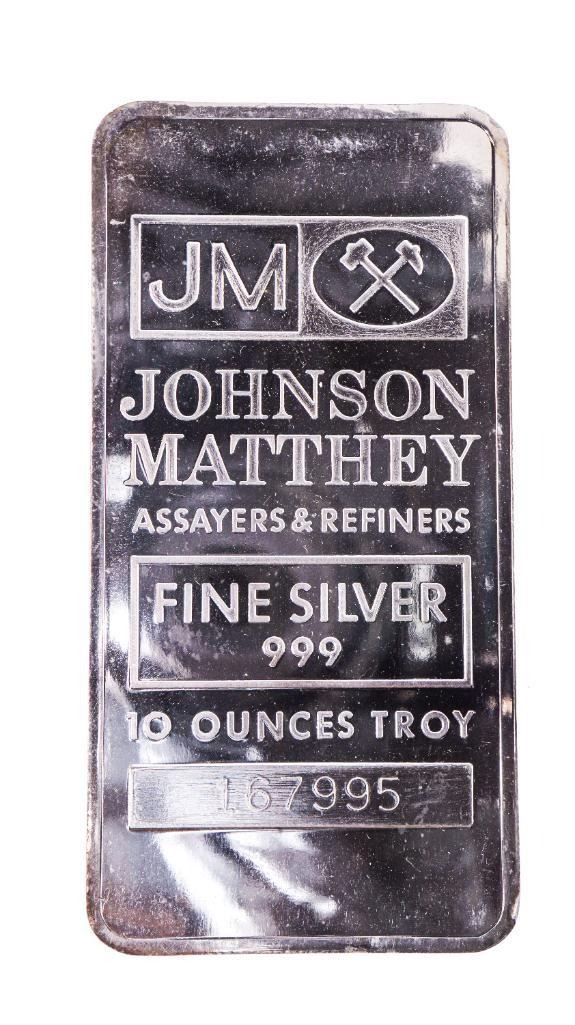 JM
JOHNSON
MATTHEY
ASSAYERS & REFINERS
FINE SILVER
999
10 OUNCES TROY
167995